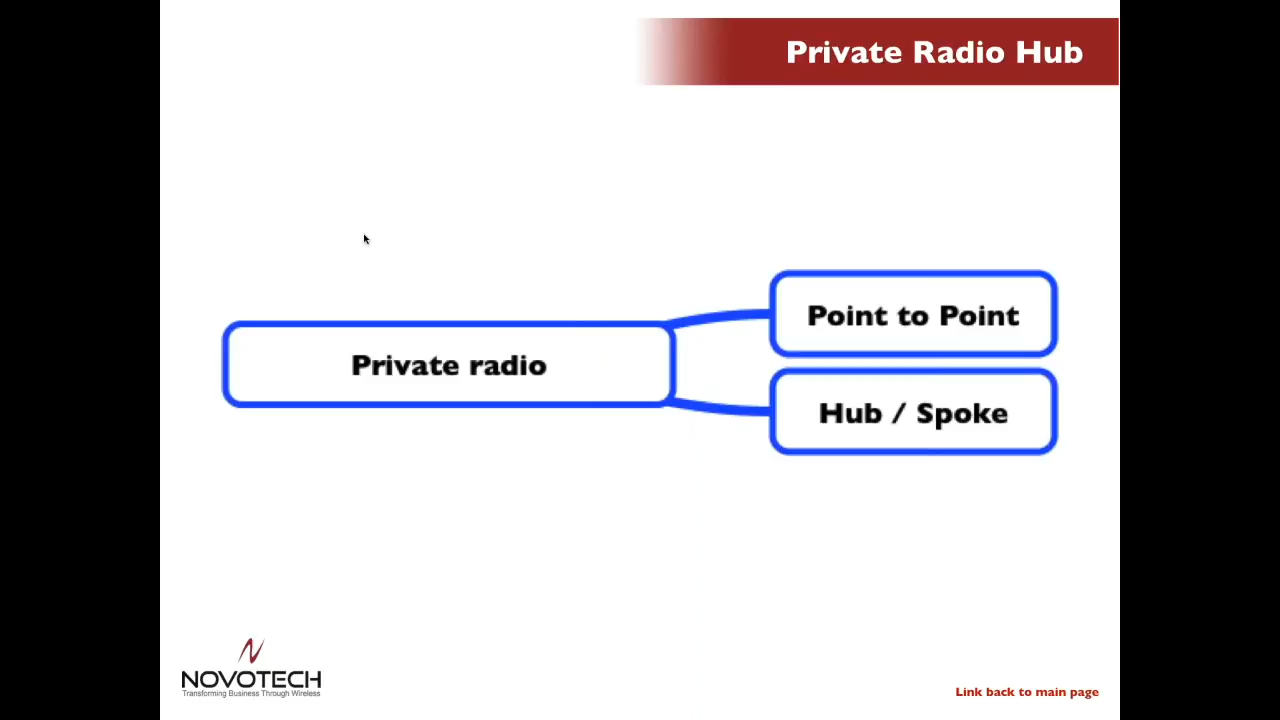 Private Radio Hub
Point to Point
Private radio
Hub / Spoke
NOVOTECH
Transforming Business Through Wireless
Link back to main page